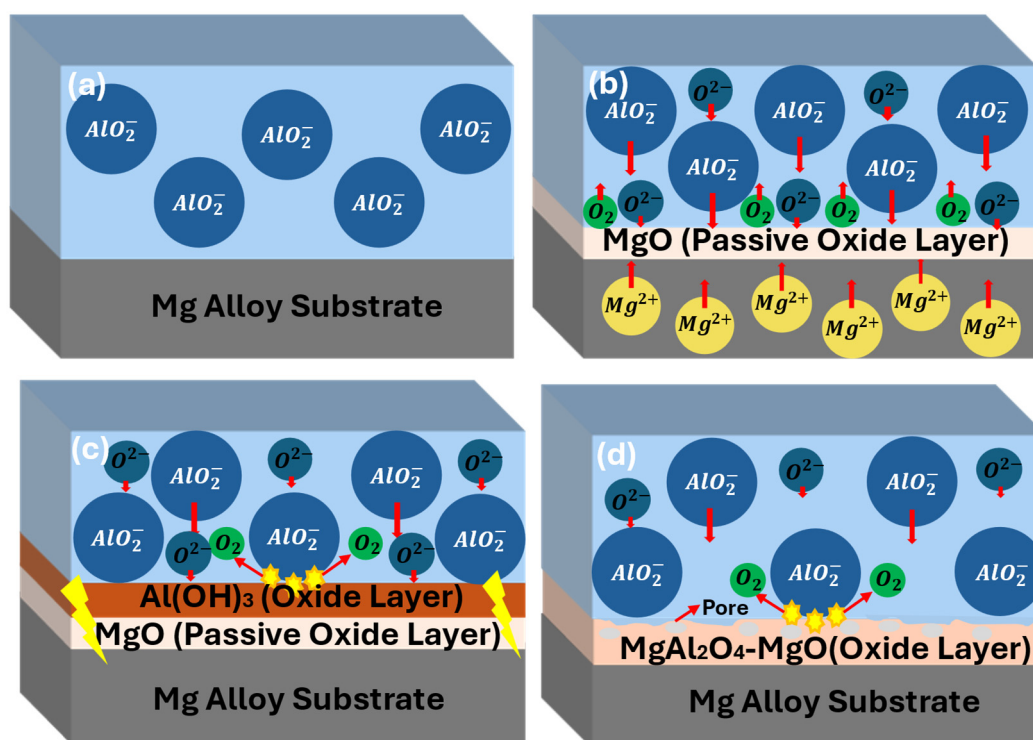 (a)
AlO₂⁻
AlO₂⁻
AlO₂⁻
AlO₂⁻
AlO₂⁻
Mg Alloy Substrate
(b)
O²⁻
O²⁻
AlO₂⁻
AlO₂⁻
AlO₂⁻
AlO₂⁻
AlO₂⁻
O₂
O²⁻
O₂
O²⁻
O₂
O₂
O²⁻
MgO (Passive Oxide Layer)
Mg²⁺
Mg²⁺
Mg²⁺
Mg²⁺
Mg²⁺
Mg²⁺
(c)
O²⁻
O²⁻
O²⁻
AlO₂⁻
AlO₂⁻
AlO₂⁻
AlO₂⁻
AlO₂⁻
O²⁻
O₂
O₂
O²⁻
Al(OH)₃ (Oxide Layer)
MgO (Passive Oxide Layer)
Mg Alloy Substrate
(d)
O²⁻
O²⁻
AlO₂⁻
AlO₂⁻
O²⁻
O²⁻
AlO₂⁻
AlO₂⁻
AlO₂⁻
O₂
O₂
Pore
MgAl₂O₄-MgO(Oxide Layer)
Mg Alloy Substrate